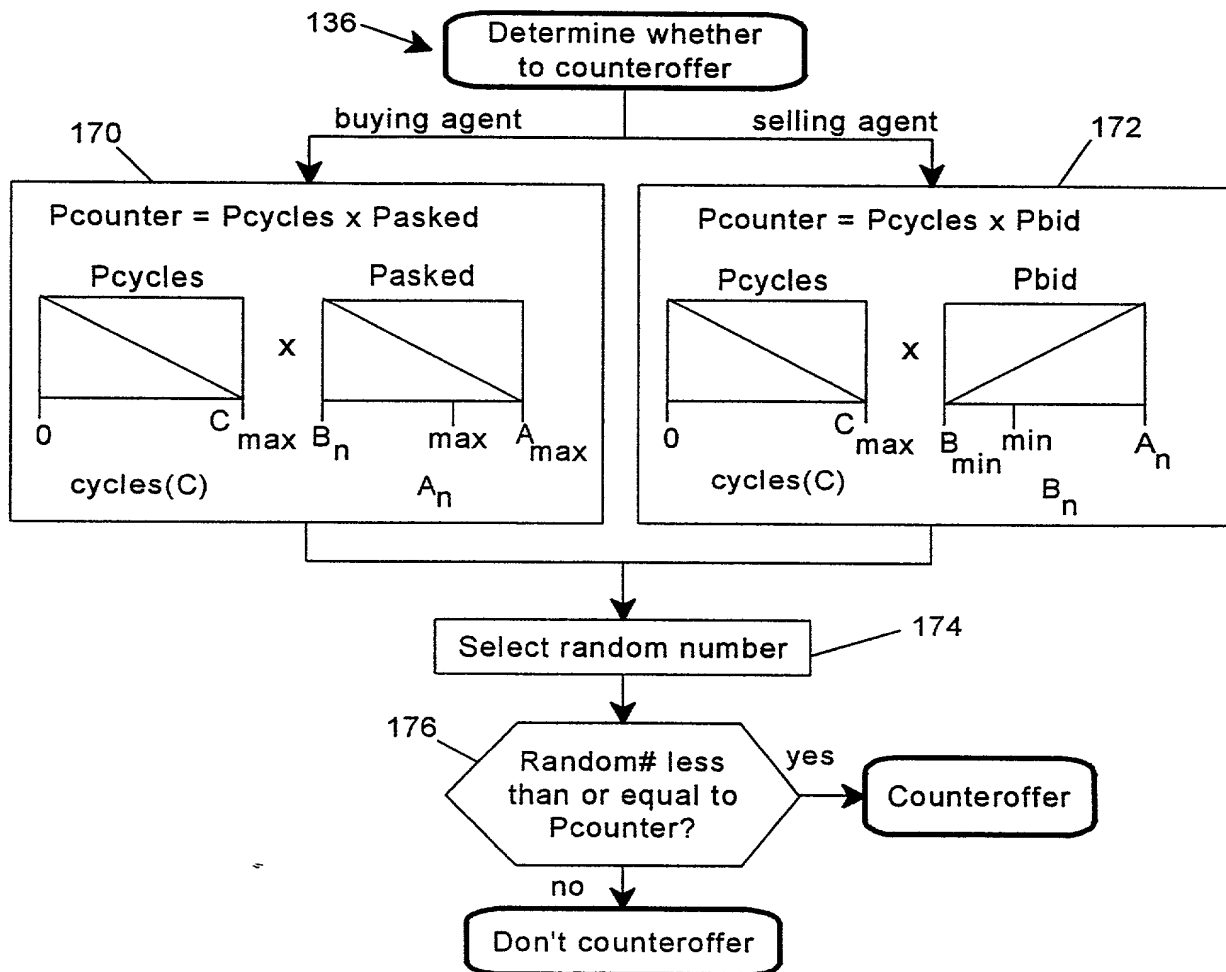 136
Determine whether
to counteroffer
buying agent
selling agent
170
172
Pcounter = Pcycles x Pasked
Pcycles
Pasked
x
0
C max
B n
max
A max
cycles(C)
A n
Pcounter = Pcycles x Pbid
Pcycles
Pbid
x
0
C max
B min
min
A n
cycles(C)
B n
Select random number
174
176
Random# less
than or equal to
Pcounter?
yes
Counteroffer
no
Don't counteroffer